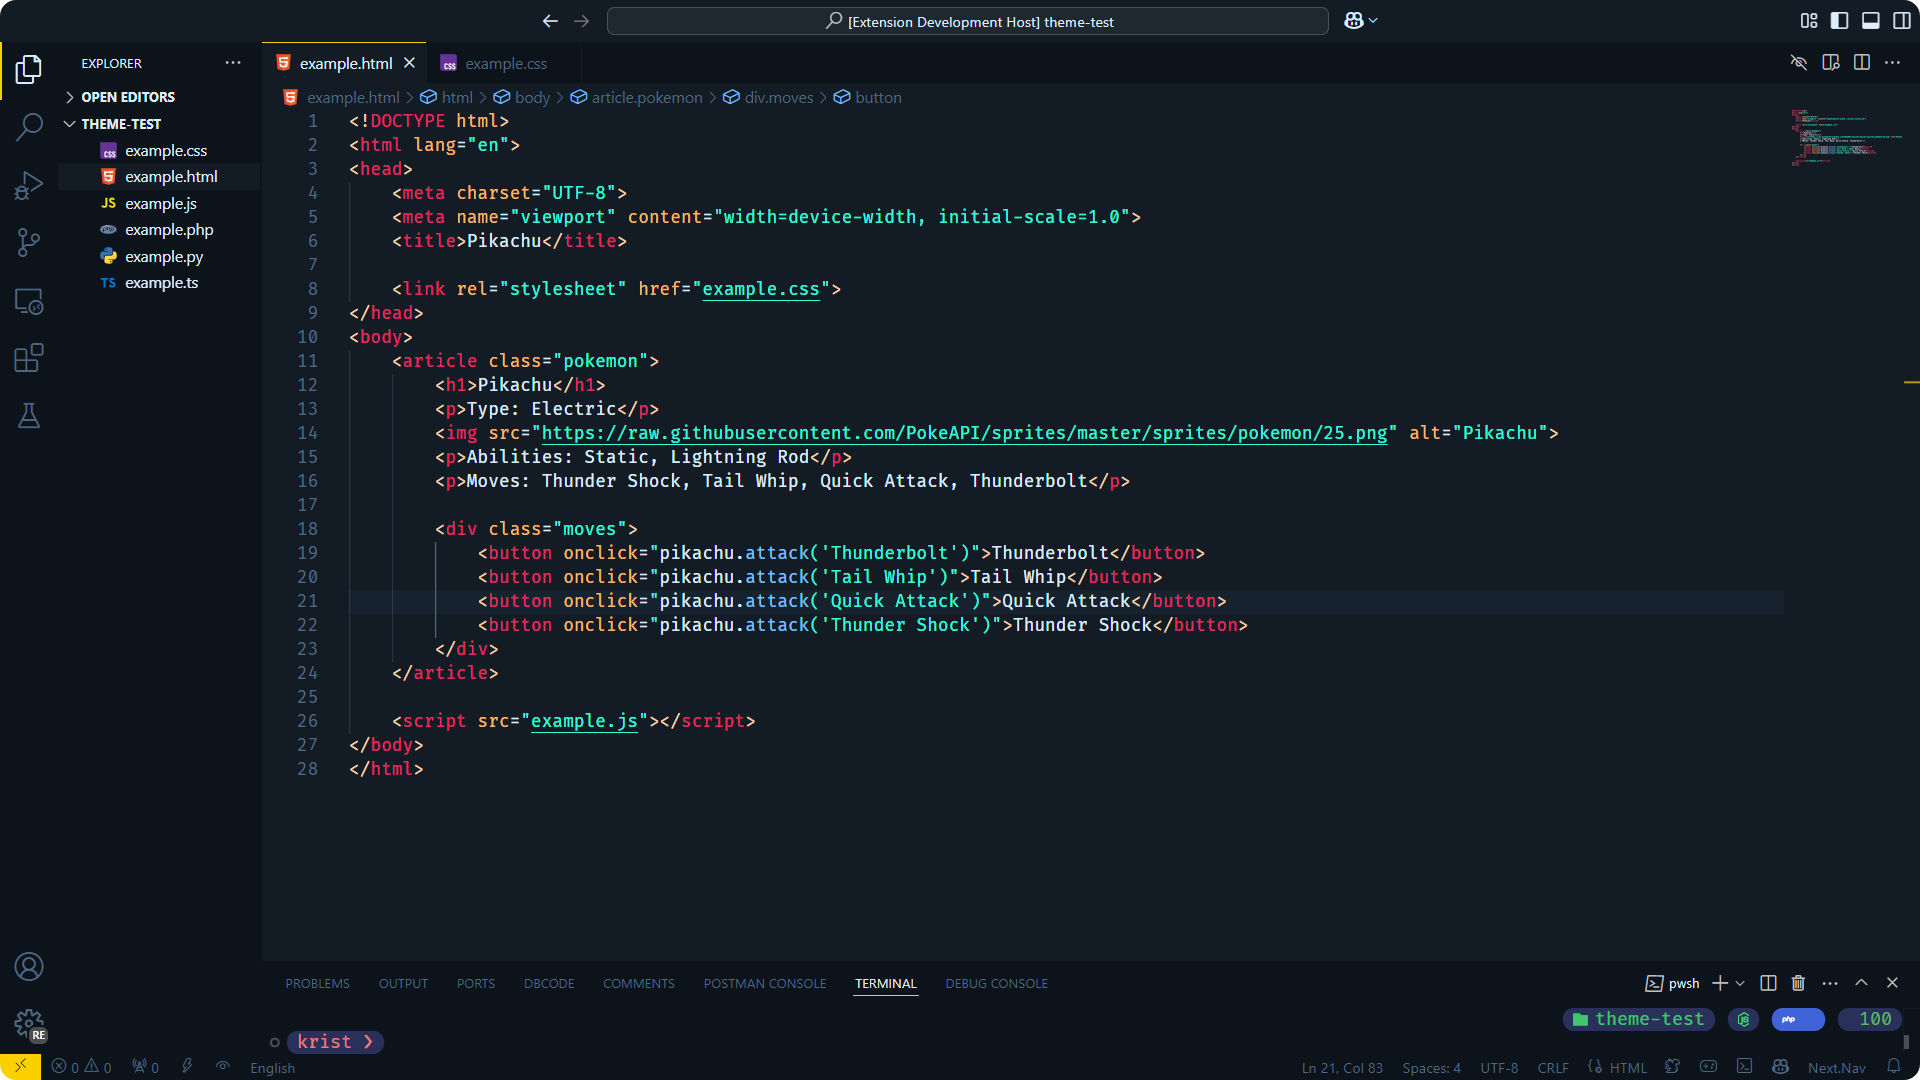 [Extension Development Host] theme-test
EXPLORER
OPEN EDITORS
THEME-TEST
example.css
example.html
JS example.js
example.php
example.py
TS example.ts
example.html
example.css
example.html > html > body > article.pokemon > div.moves > button
1 <!DOCTYPE html>
2 <html lang="en">
3 <head>
4 <meta charset="UTF-8">
5 <meta name="viewport" content="width=device-width, initial-scale=1.0">
6 <title>Pikachu</title>
7
8 <link rel="stylesheet" href="example.css">
9 </head>
10 <body>
11 <article class="pokemon">
12 <h1>Pikachu</h1>
13 <p>Type: Electric</p>
14 <img src="https://raw.githubusercontent.com/PokeAPI/sprites/master/sprites/pokemon/25.png" alt="Pikachu">
15 <p>Abilities: Static, Lightning Rod</p>
16 <p>Moves: Thunder Shock, Tail Whip, Quick Attack, Thunderbolt</p>
17
18 <div class="moves">
19 <button onclick="pikachu.attack('Thunderbolt')">Thunderbolt</button>
20 <button onclick="pikachu.attack('Tail Whip')">Tail Whip</button>
21 <button onclick="pikachu.attack('Quick Attack')">Quick Attack</button>
22 <button onclick="pikachu.attack('Thunder Shock')">Thunder Shock</button>
23 </div>
24 </article>
25
26 <script src="example.js"></script>
27 </body>
28 </html>
PROBLEMS OUTPUT PORTS DBCODE COMMENTS POSTMAN CONSOLE TERMINAL DEBUG CONSOLE
pwsh
theme-test php 100
krist ❯
RE
0 0 0 English
Ln 21, Col 83 Spaces: 4 UTF-8 CRLF HTML Next.Nav